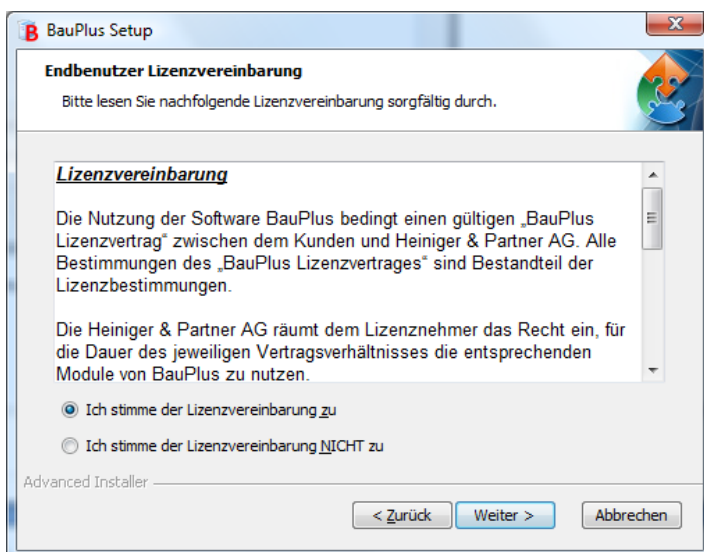 B BauPlus Setup
Endbenutzer Lizenzvereinbarung
Bitte lesen Sie nachfolgende Lizenzvereinbarung sorgfältig durch.
Lizenzvereinbarung
Die Nutzung der Software BauPlus bedingt einen gültigen „BauPlus
Lizenzvertrag“ zwischen dem Kunden und Heiniger & Partner AG. Alle
Bestimmungen des „BauPlus Lizenzvertrages“ sind Bestandteil der
Lizenzbestimmungen.
Die Heiniger & Partner AG räumt dem Lizenznehmer das Recht ein, für
die Dauer des jeweiligen Vertragsverhältnisses die entsprechenden
Module von BauPlus zu nutzen.
Ich stimme der Lizenzvereinbarung zu
Ich stimme der Lizenzvereinbarung NICHT zu
Advanced Installer
< Zurück Weiter > Abbrechen